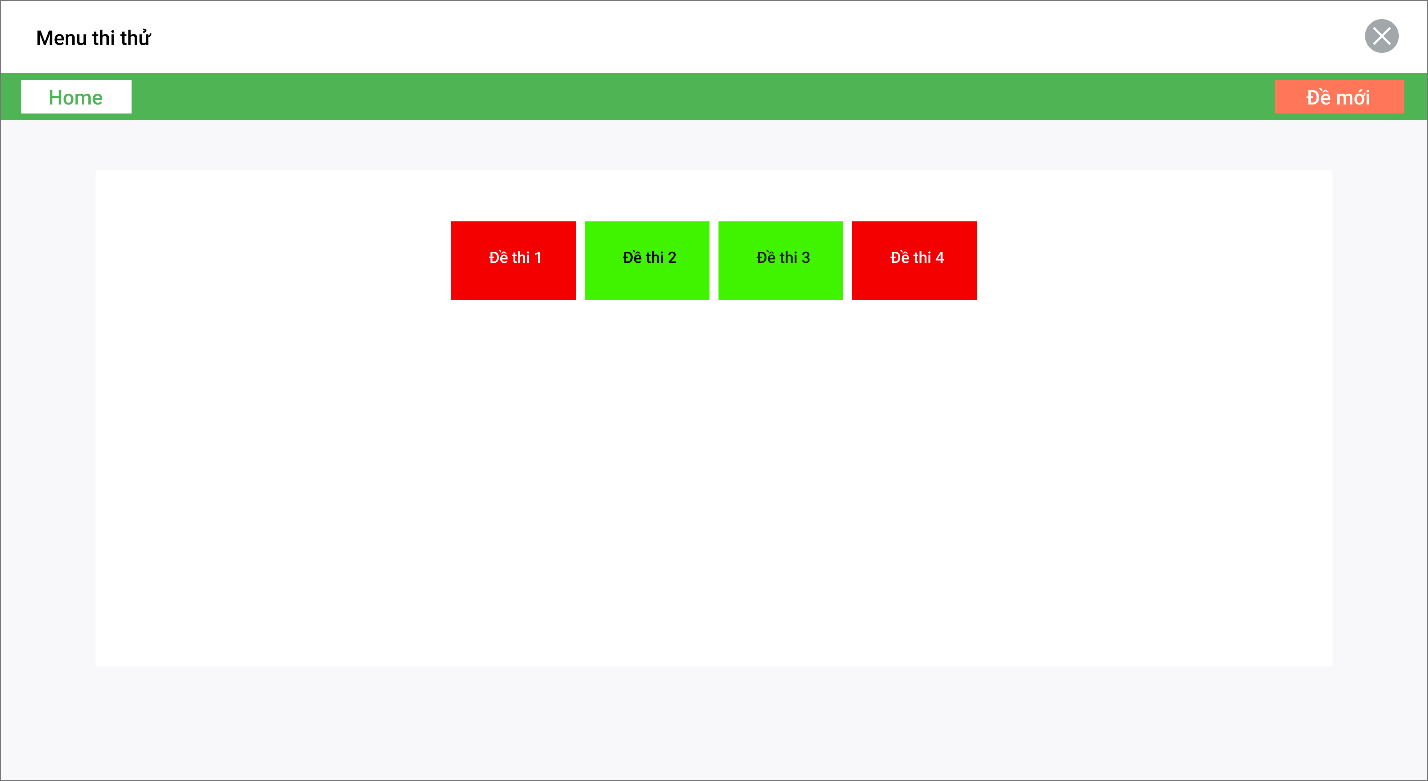 Menu thi thử
Home
Đề mới
Đề thi 1
Đề thi 2
Đề thi 3
Đề thi 4